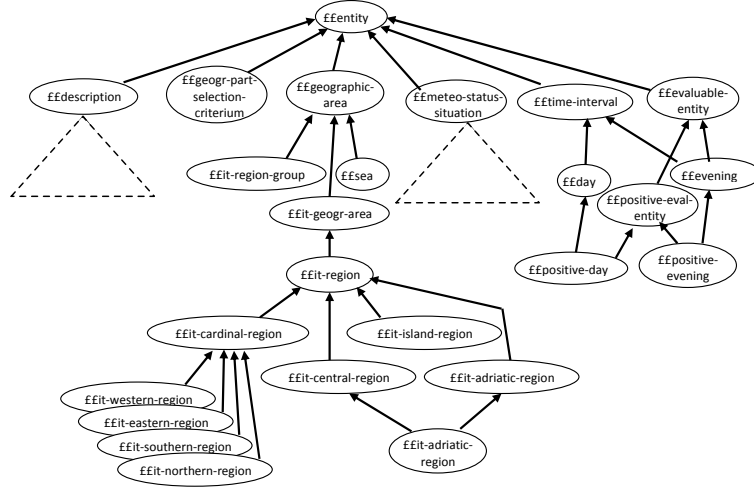 ££entity
££description
££geogr-part-
selection-
criterium
££geographic-
area
££meteo-status-
situation
££time-interval
££evaluable-
entity
££it-region-group
££sea
££day
££evening
££positive-eval-
entity
££it-geogr-area
££positive-day
££positive-
evening
££it-region
££it-cardinal-region
££it-island-region
££it-central-region
££it-adriatic-region
££it-western-region
££it-eastern-region
££it-southern-region
££it-northern-region
££it-adriatic-
region